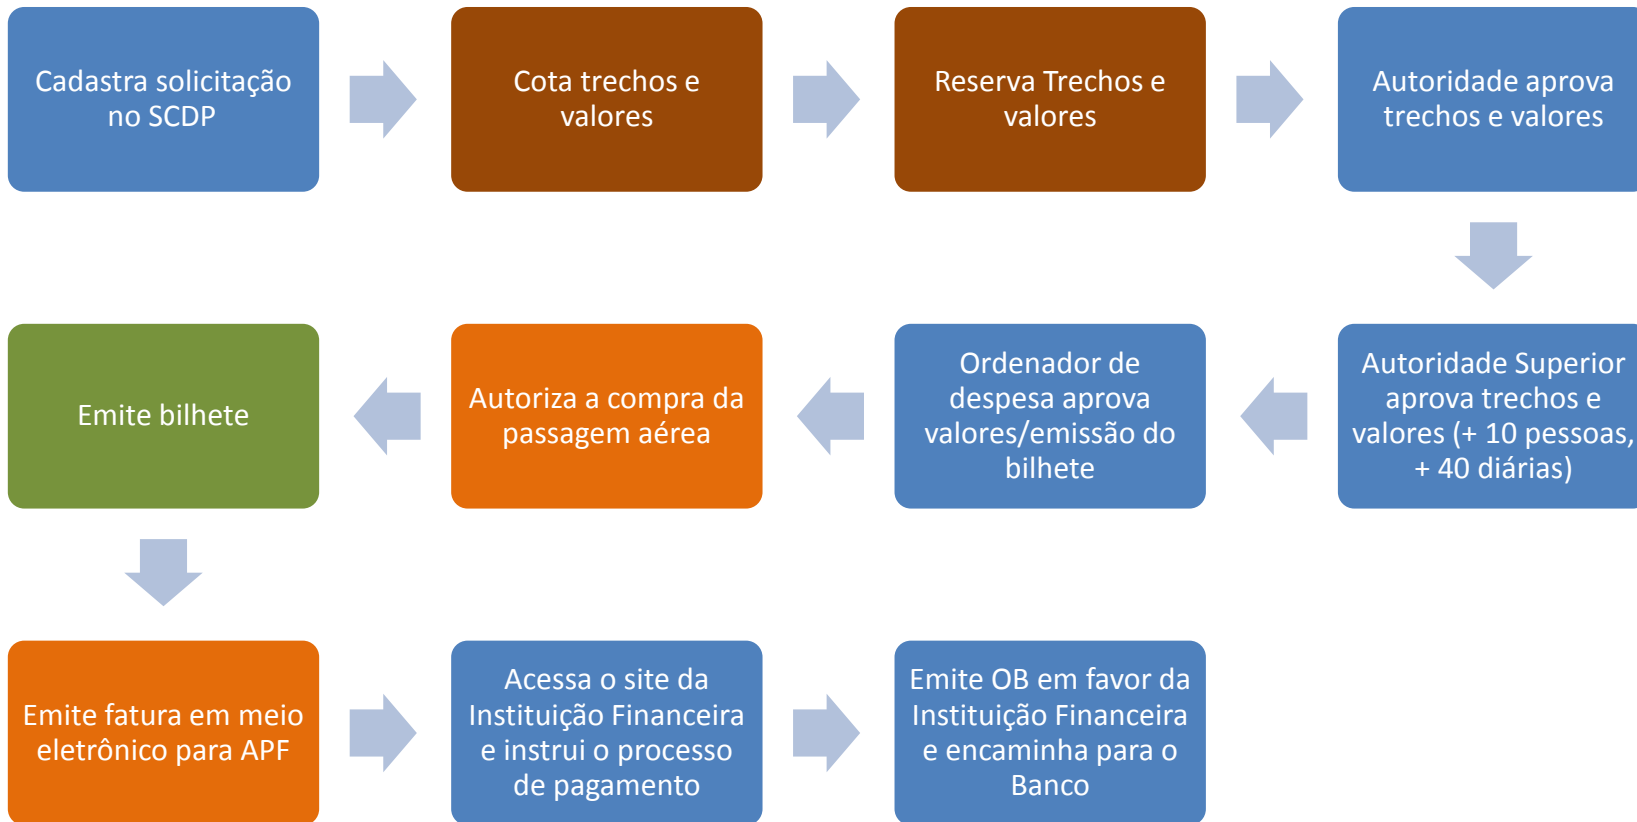 Cadastra solicitação
no SCDP
Cota trechos e
valores
Reserva Trechos e
valores
Autoridade aprova
trechos e valores
Autoridade Superior
aprova trechos e
valores (+ 10 pessoas,
+ 40 diárias)
Ordenador de
despesa aprova
valores/emissão do
bilhete
Autoriza a compra da
passagem aérea
Emite bilhete
Emite fatura em meio
eletrônico para APF
Acessa o site da
Instituição Financeira
e instrui o processo
de pagamento
Emite OB em favor da
Instituição Financeira
e encaminha para o
Banco